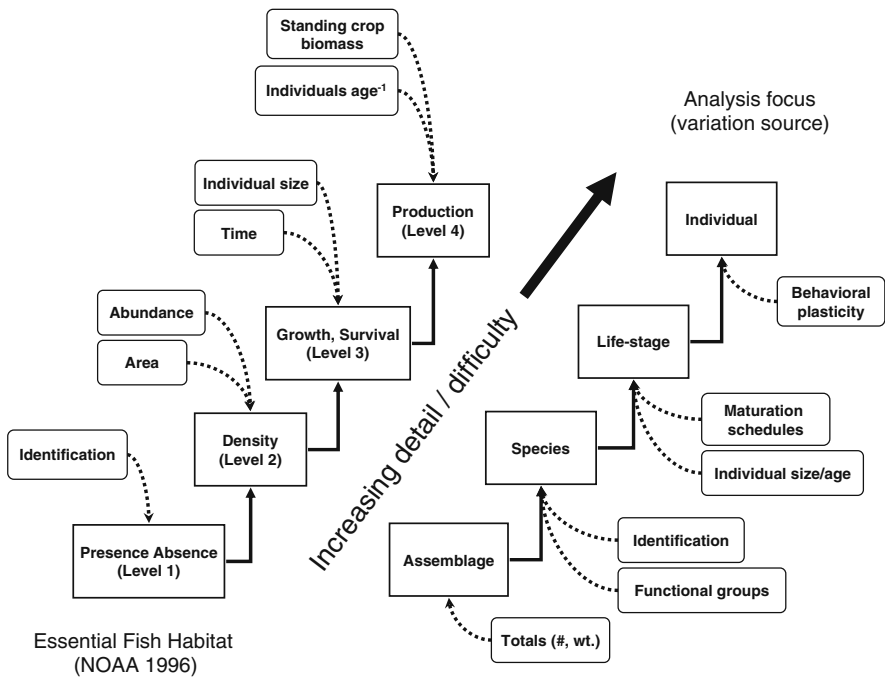 Standing crop
biomass
Individuals age⁻¹
Individual size
Time
Production
(Level 4)
Abundance
Area
Growth, Survival
(Level 3)
Identification
Density
(Level 2)
Presence Absence
(Level 1)
Essential Fish Habitat
(NOAA 1996)
Increasing detail / difficulty
Analysis focus
(variation source)
Individual
Behavioral
plasticity
Life-stage
Maturation
schedules
Individual size/age
Species
Identification
Functional groups
Assemblage
Totals (#, wt.)